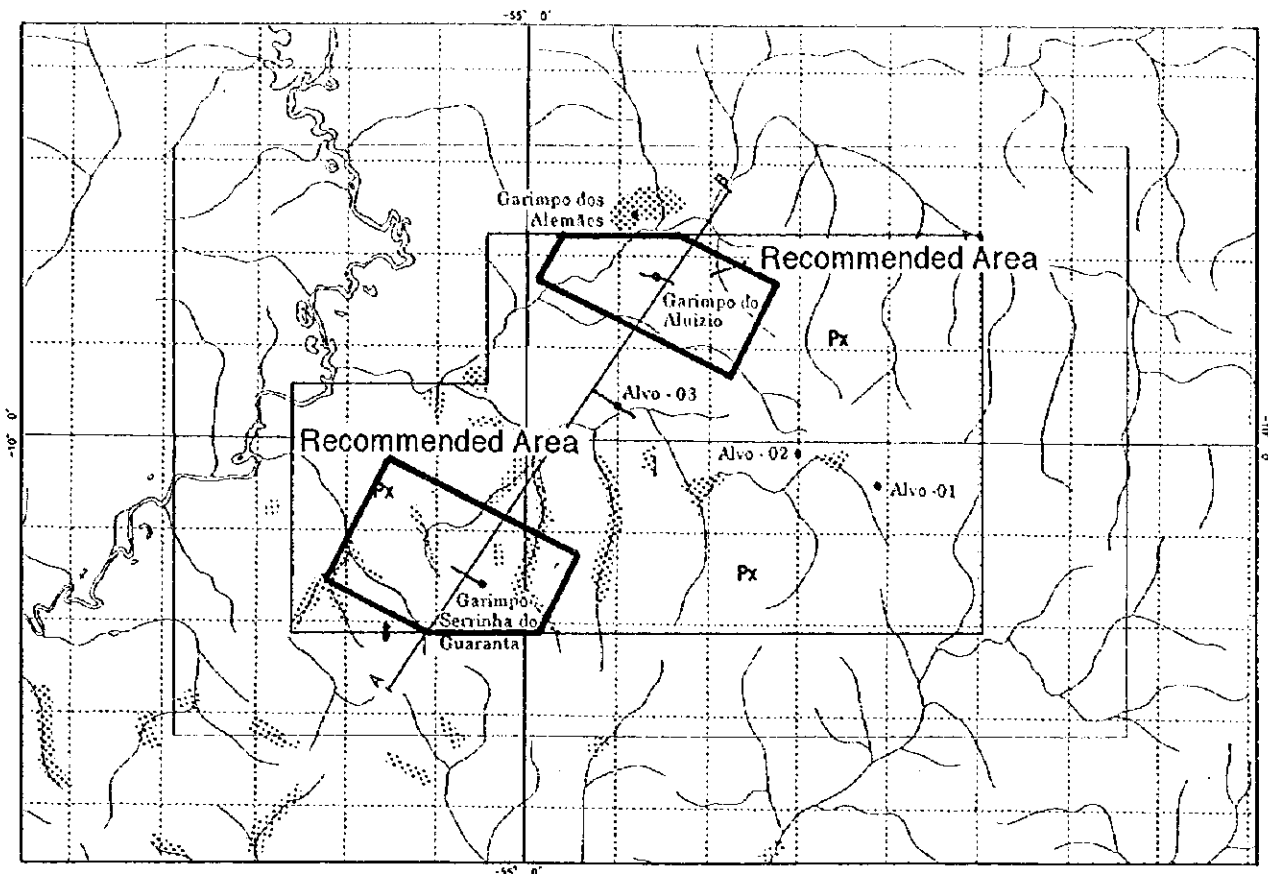 -55° 0'
B
Garimpo dos
Alemães
Recommended Area
Garimpo do
Aluizio
Px
Alvo - 03
-10° 0'
Recommended Area
Alvo - 02
Alvo -01
Px
Px
Garimpo
Serrinha do
Guaranta
A
-55° 0'